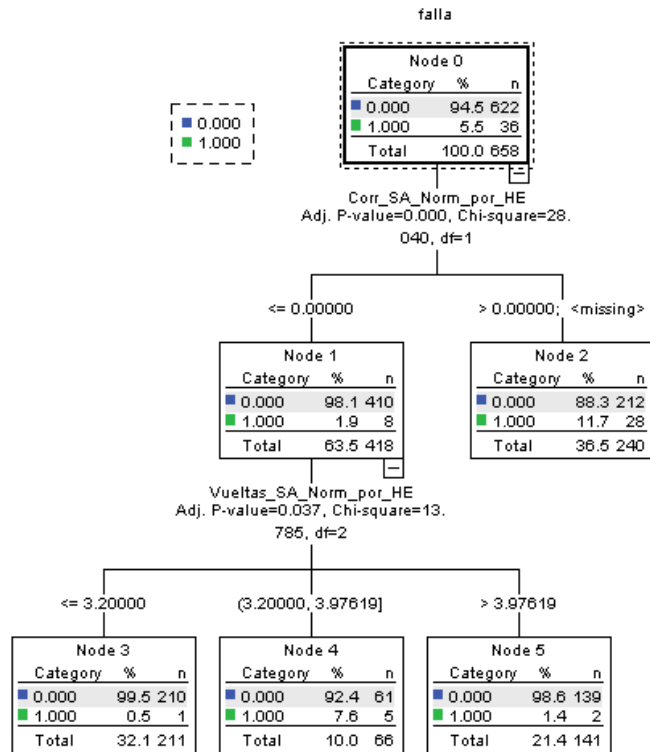 falla
0.000
1.000
Node 0
Category % n
0.000 94.5 622
1.000 5.5 36
Total 100.0 658
Corr_SA_Norm_por_HE
Adj. P-value=0.000, Chi-square=28.
040, df=1
<= 0.00000
> 0.00000; <missing>
Node 1
Category % n
0.000 98.1 410
1.000 1.9 8
Total 63.5 418
Node 2
Category % n
0.000 88.3 212
1.000 11.7 28
Total 36.5 240
Vueltas_SA_Norm_por_HE
Adj. P-value=0.037, Chi-square=13.
785, df=2
<= 3.20000
(3.20000, 3.97619]
> 3.97619
Node 3
Category % n
0.000 99.5 210
1.000 0.5 1
Total 32.1 211
Node 4
Category % n
0.000 92.4 61
1.000 7.6 5
Total 10.0 66
Node 5
Category % n
0.000 98.6 139
1.000 1.4 2
Total 21.4 141